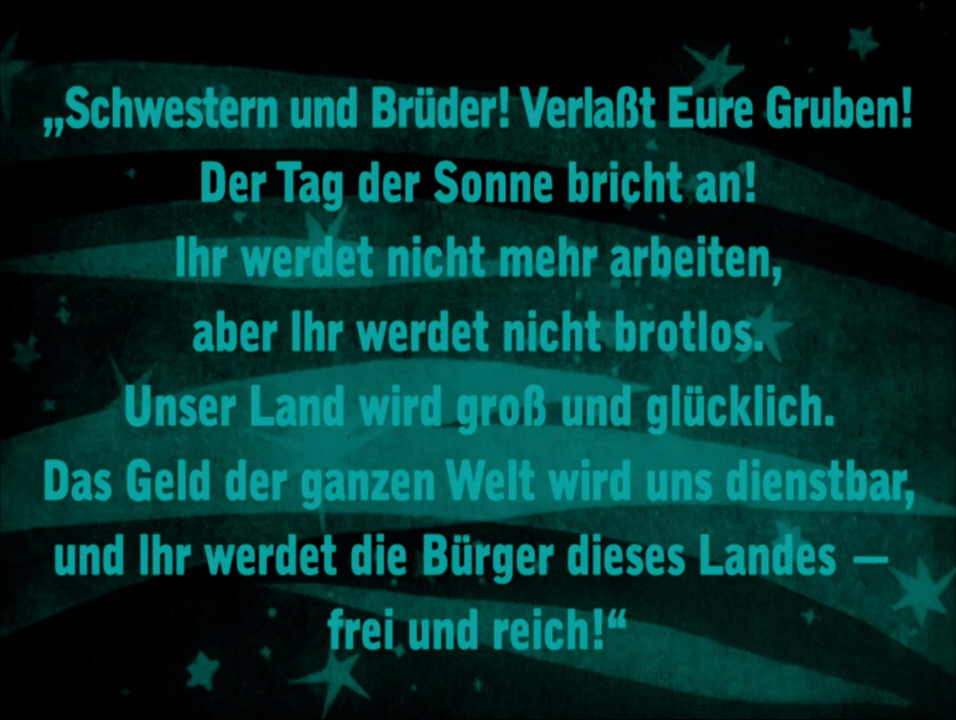 „Schwestern und Brüder! Verlaßt Eure Gruben!
Der Tag der Sonne bricht an!
Ihr werdet nicht mehr arbeiten,
aber Ihr werdet nicht brotlos.
Unser Land wird groß und glücklich.
Das Geld der ganzen Welt wird uns dienstbar,
und Ihr werdet die Bürger dieses Landes —
frei und reich!“